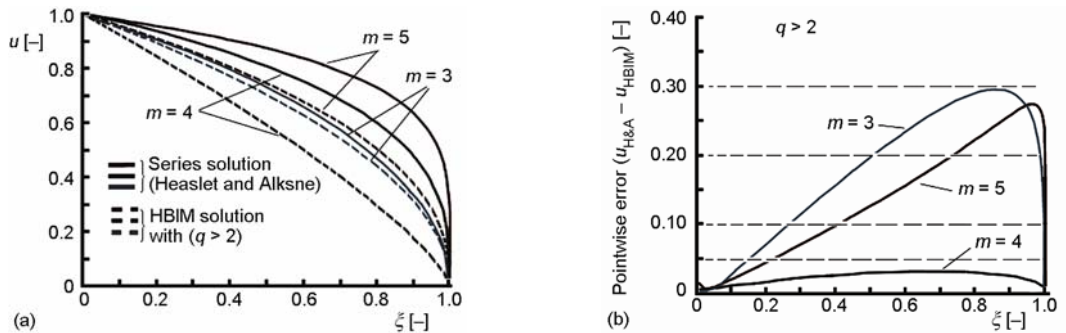 1.0
u [–]
0.8
0.6
0.4
0.2
0
m = 5
m = 3
m = 4
Series solution
(Heaslet and Alksne)
HBIM solution
with (q > 2)
0 0.2 0.4 0.6 0.8 1.0
(a)
ξ [–]
Pointwise error (uH&A – uHBIM) [–]
0.40
0.30
0.20
0.10
0
q > 2
m = 3
m = 5
m = 4
0 0.2 0.4 0.6 0.8 1.0
(b)
ξ [–]